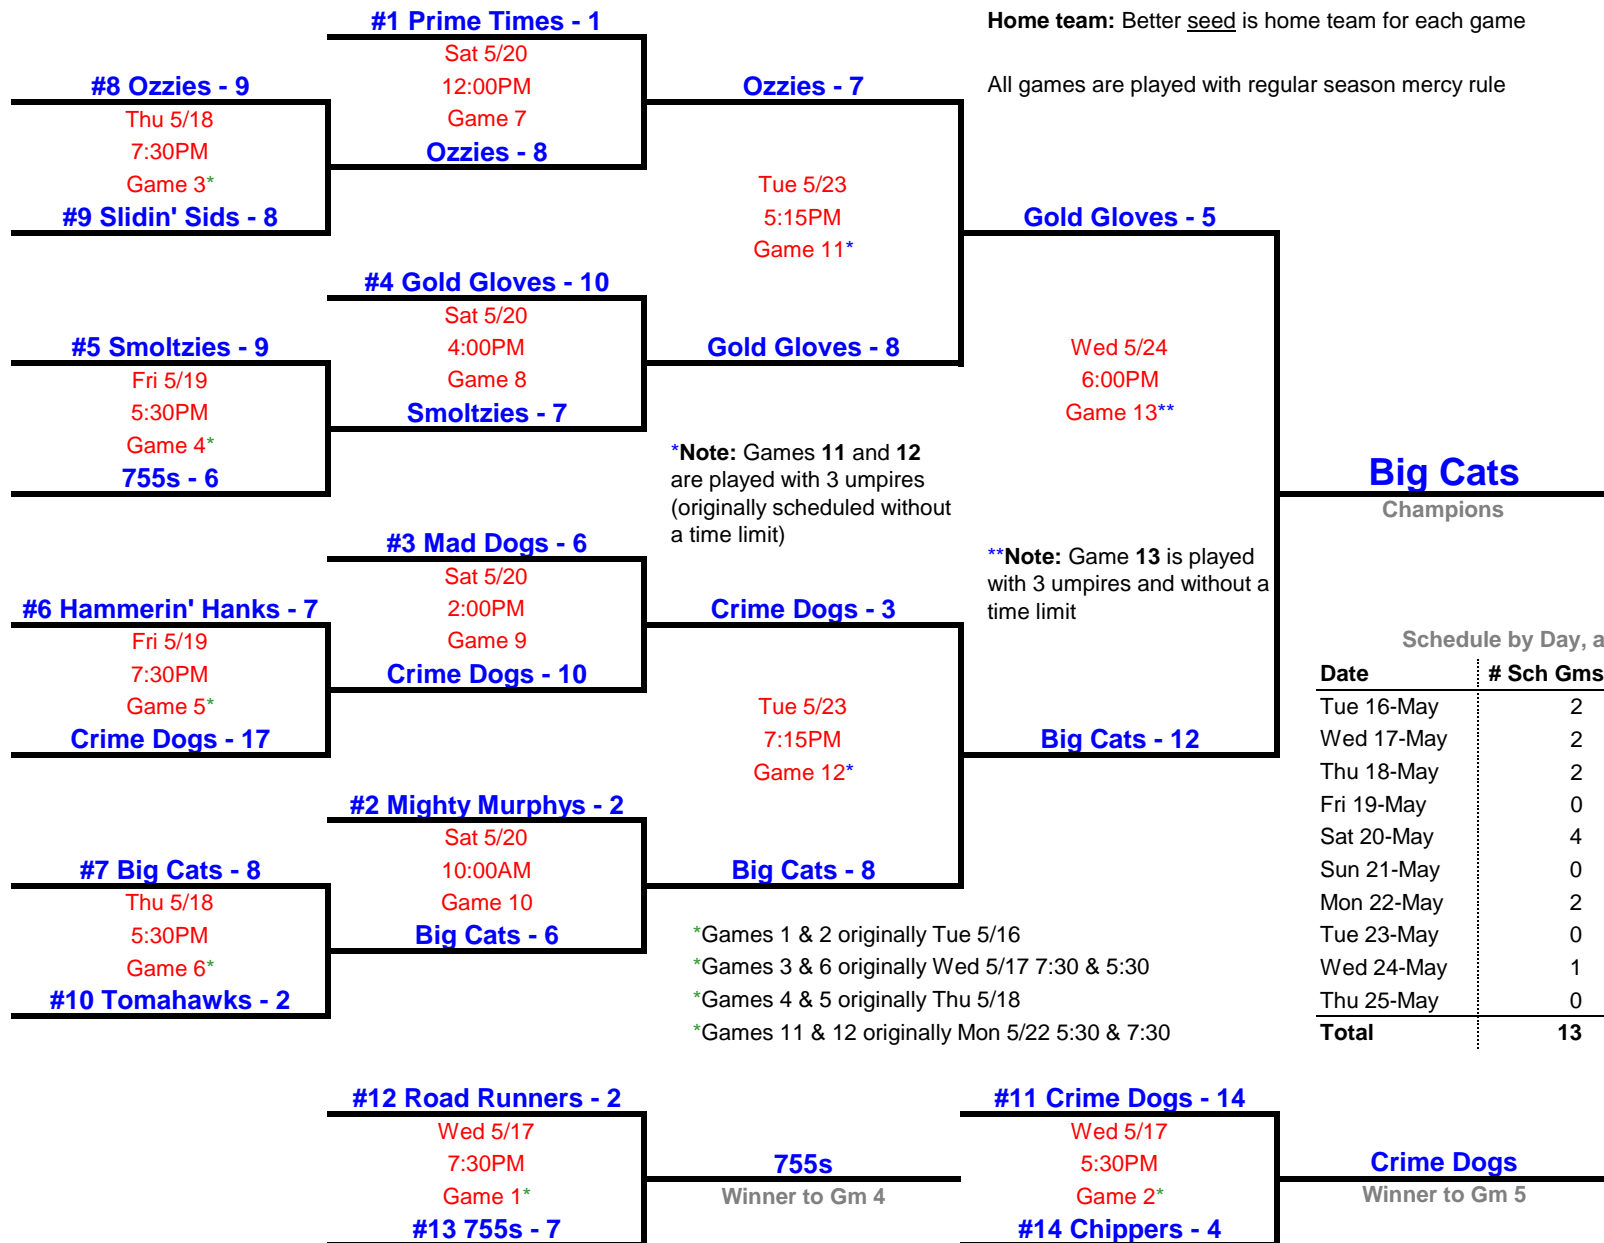 #1 Prime Times - 1
Home team: Better seed is home team for each game
Sat 5/20
#8 Ozzies - 9
12:00PM
Ozzies - 7
All games are played with regular season mercy rule
Thu 5/18
Game 7
7:30PM
Ozzies - 8
Game 3*
Tue 5/23
#9 Slidin' Sids - 8
5:15PM
Gold Gloves - 5
Game 11*
#4 Gold Gloves - 10
Sat 5/20
#5 Smoltzies - 9
4:00PM
Gold Gloves - 8
Wed 5/24
Fri 5/19
Game 8
6:00PM
5:30PM
Smoltzies - 7
Game 13**
Game 4*
755s - 6
*Note: Games 11 and 12
are played with 3 umpires
(originally scheduled without
a time limit)
Big Cats
Champions
#3 Mad Dogs - 6
Sat 5/20
**Note: Game 13 is played
with 3 umpires and without a
time limit
#6 Hammerin' Hanks - 7
2:00PM
Crime Dogs - 3
Fri 5/19
Game 9
7:30PM
Crime Dogs - 10
Game 5*
Tue 5/23
Crime Dogs - 17
7:15PM
Big Cats - 12
Game 12*
#2 Mighty Murphys - 2
Sat 5/20
#7 Big Cats - 8
10:00AM
Big Cats - 8
Thu 5/18
Game 10
5:30PM
Big Cats - 6
Game 6*
#10 Tomahawks - 2
*Games 1 & 2 originally Tue 5/16
*Games 3 & 6 originally Wed 5/17 7:30 & 5:30
*Games 4 & 5 originally Thu 5/18
*Games 11 & 12 originally Mon 5/22 5:30 & 7:30
Schedule by Day, a
Date # Sch Gms
Tue 16-May 2
Wed 17-May 2
Thu 18-May 2
Fri 19-May 0
Sat 20-May 4
Sun 21-May 0
Mon 22-May 2
Tue 23-May 0
Wed 24-May 1
Thu 25-May 0
Total 13
#12 Road Runners - 2
Wed 5/17
7:30PM
Game 1*
#13 755s - 7
755s
Winner to Gm 4
#11 Crime Dogs - 14
Wed 5/17
5:30PM
Game 2*
#14 Chippers - 4
Crime Dogs
Winner to Gm 5